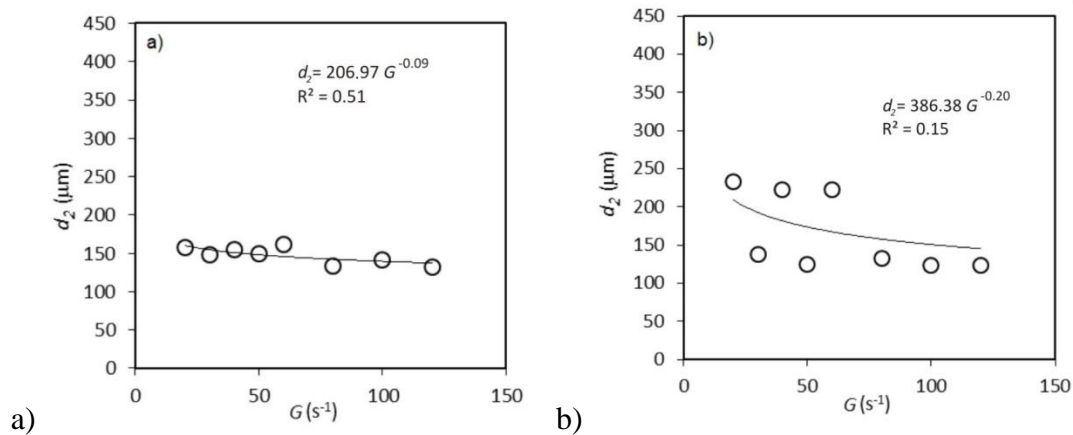 450
400
350
300
250
200
150
100
50
0
a)
d₂= 206.97 G⁻⁰·⁰⁹
R² = 0.51
d₂ (μm)
0 50 100 150
G (s⁻¹)
a)
450
400
350
300
250
200
150
100
50
0
b)
d₂= 386.38 G⁻⁰·²⁰
R² = 0.15
d₂ (μm)
0 50 100 150
G (s⁻¹)
b)